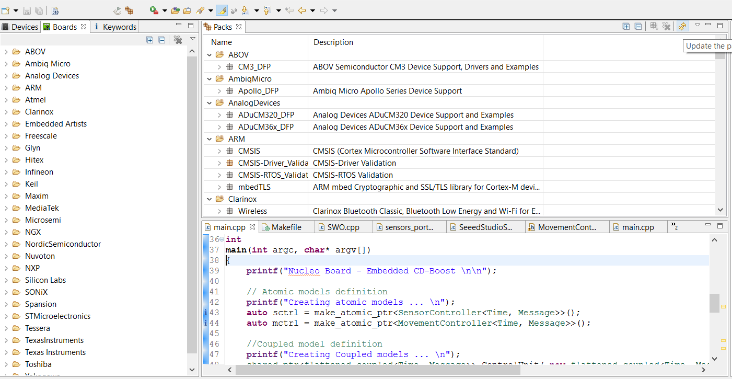 Devices
Boards
Keywords
ABOV
Ambiq Micro
Analog Devices
ARM
Atmel
Clarinox
Embedded Artists
Freescale
Glyn
Hitex
Infineon
Keil
Maxim
MediaTek
Microsemi
NGX
NordicSemiconductor
Nuvoton
NXP
Silicon Labs
SONiX
Spansion
STMicroelectronics
Tessera
TexasInstruments
Texas Instruments
Toshiba
Packs
Update the p
Name Description
ABOV
CM3_DFP ABOV Semiconductor CM3 Device Support, Drivers and Examples
AmbiqMicro
Apollo_DFP Ambiq Micro Apollo Series Device Support
AnalogDevices
ADuCM320_DFP Analog Devices ADuCM320 Device Support and Examples
ADuCM36x_DFP Analog Devices ADuCM36x Device Support and Examples
ARM
CMSIS CMSIS (Cortex Microcontroller Software Interface Standard)
CMSIS-Driver_Valida CMSIS-Driver Validation
CMSIS-RTOS_Validat CMSIS-RTOS Validation
mbedTLS ARM mbed Cryptographic and SSL/TLS library for Cortex-M devi...
Clarinox
Wireless Clarinox Bluetooth Classic, Bluetooth Low Energy and Wi-Fi for E...
main.cpp Makefile SWO.cpp sensors_port... SeeedStudioS... MovementCont... main.cpp
36 int
37 main(int argc, char* argv[])
38 {
39 printf("Nucleo Board - Embedded CD-Boost \n\n");
40
41 // Atomic models definition
42 printf("Creating atomic models ... \n");
43 auto sctrl = make_atomic_ptr<SensorController<Time, Message>>();
44 auto mctrl = make_atomic_ptr<MovementController<Time, Message>>();
45
46 //Coupled model definition
47 printf("Creating Coupled models ... \n");